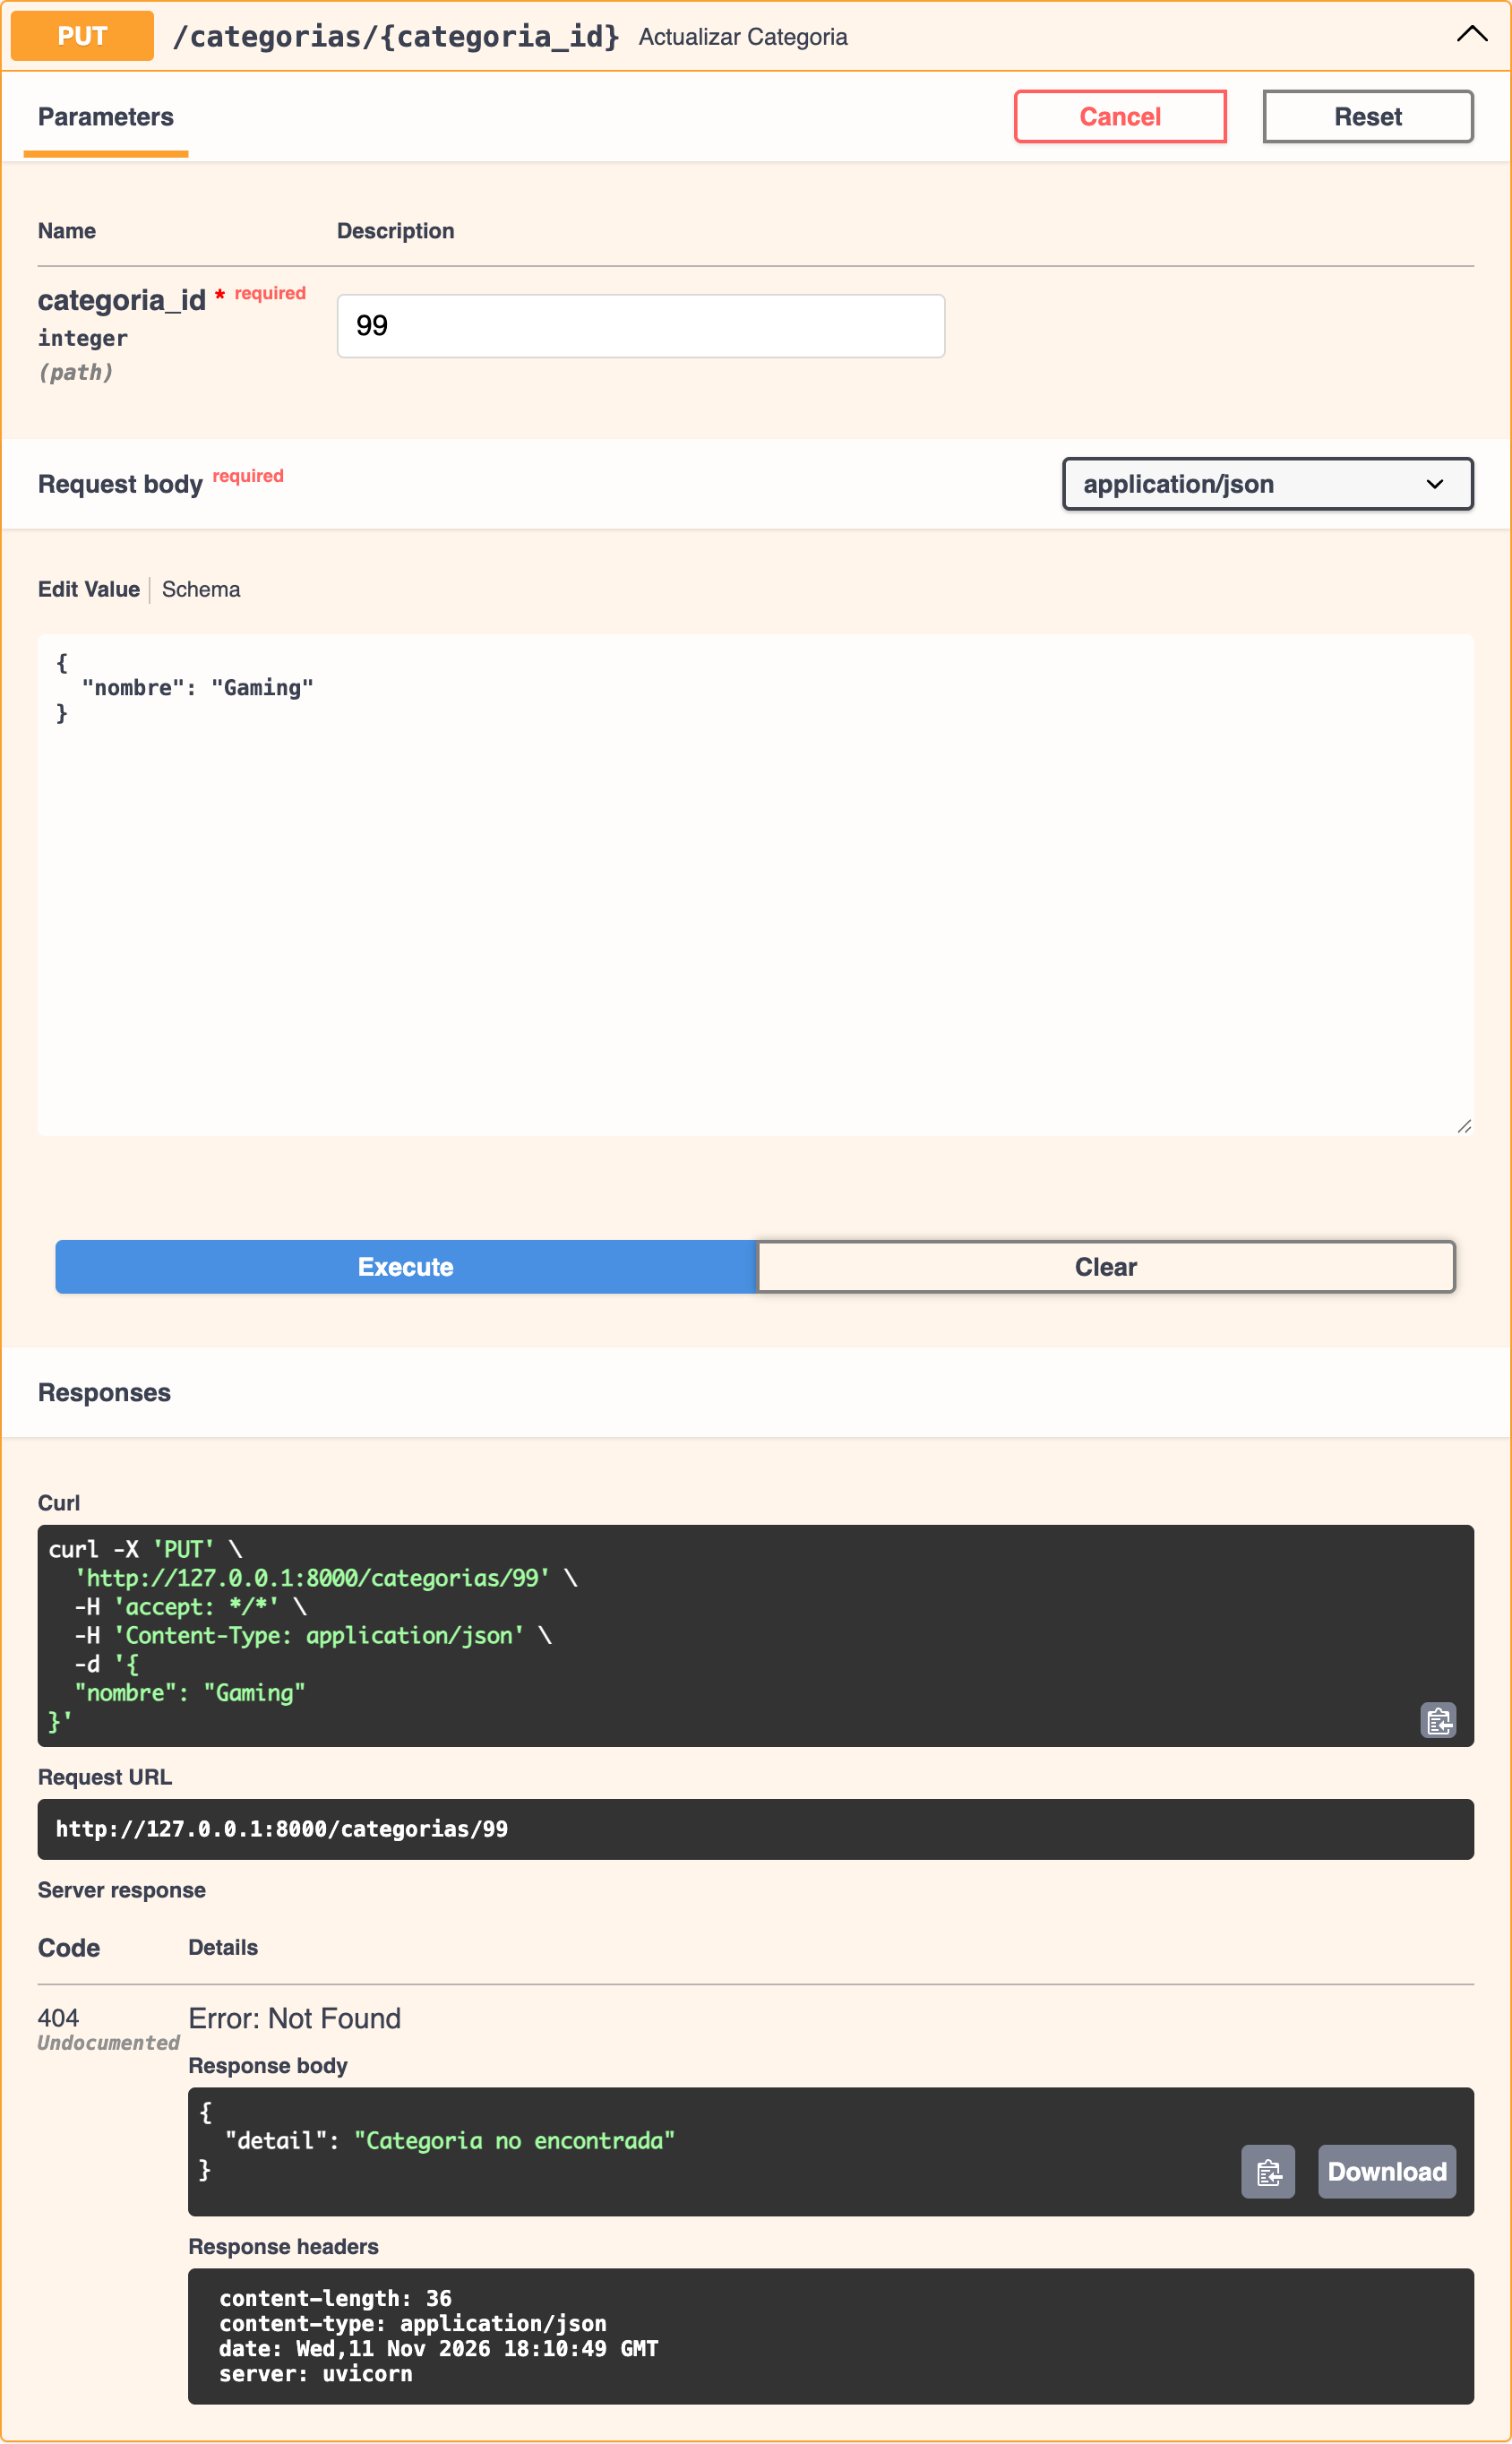 PUT /categorias/{categoria_id} Actualizar Categoria
Parameters
Cancel
Reset
Name Description
categoria_id * required
integer
(path)
99
Request body required
application/json
Edit Value | Schema
{
  "nombre": "Gaming"
}
Execute
Clear
Responses
Curl
curl -X 'PUT' \
  'http://127.0.0.1:8000/categorias/99' \
  -H 'accept: */*' \
  -H 'Content-Type: application/json' \
  -d '{
  "nombre": "Gaming"
}'
Request URL
http://127.0.0.1:8000/categorias/99
Server response
Code Details
404
Undocumented
Error: Not Found
Response body
{
  "detail": "Categoria no encontrada"
}
Download
Response headers
content-length: 36
content-type: application/json
date: Wed,11 Nov 2026 18:10:49 GMT
server: uvicorn